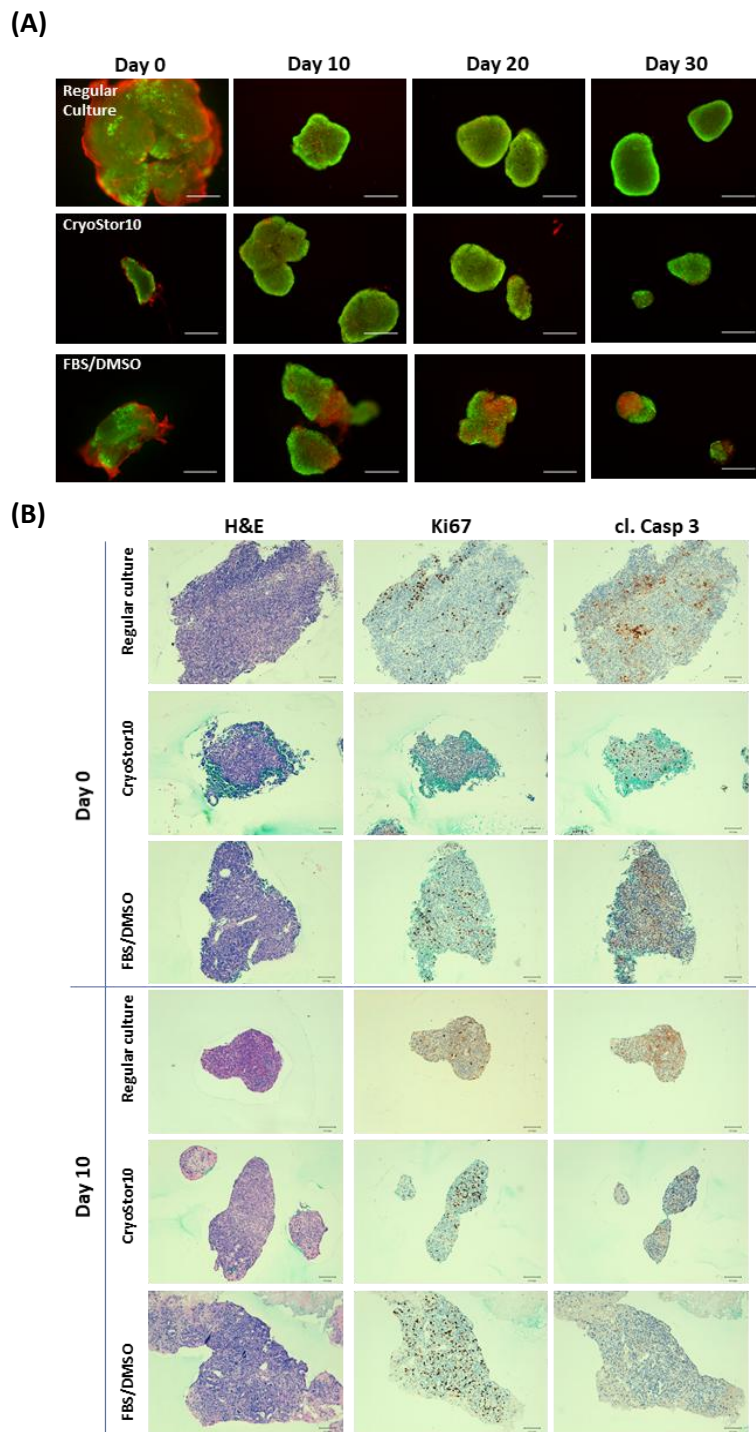 (A)
Day 0 Day 10 Day 20 Day 30
Regular
Culture
CryoStor10
FBS/DMSO
(B)
H&E Ki67 cl. Casp 3
Day 0
Regular culture
CryoStor10
FBS/DMSO
Day 10
Regular culture
CryoStor10
FBS/DMSO